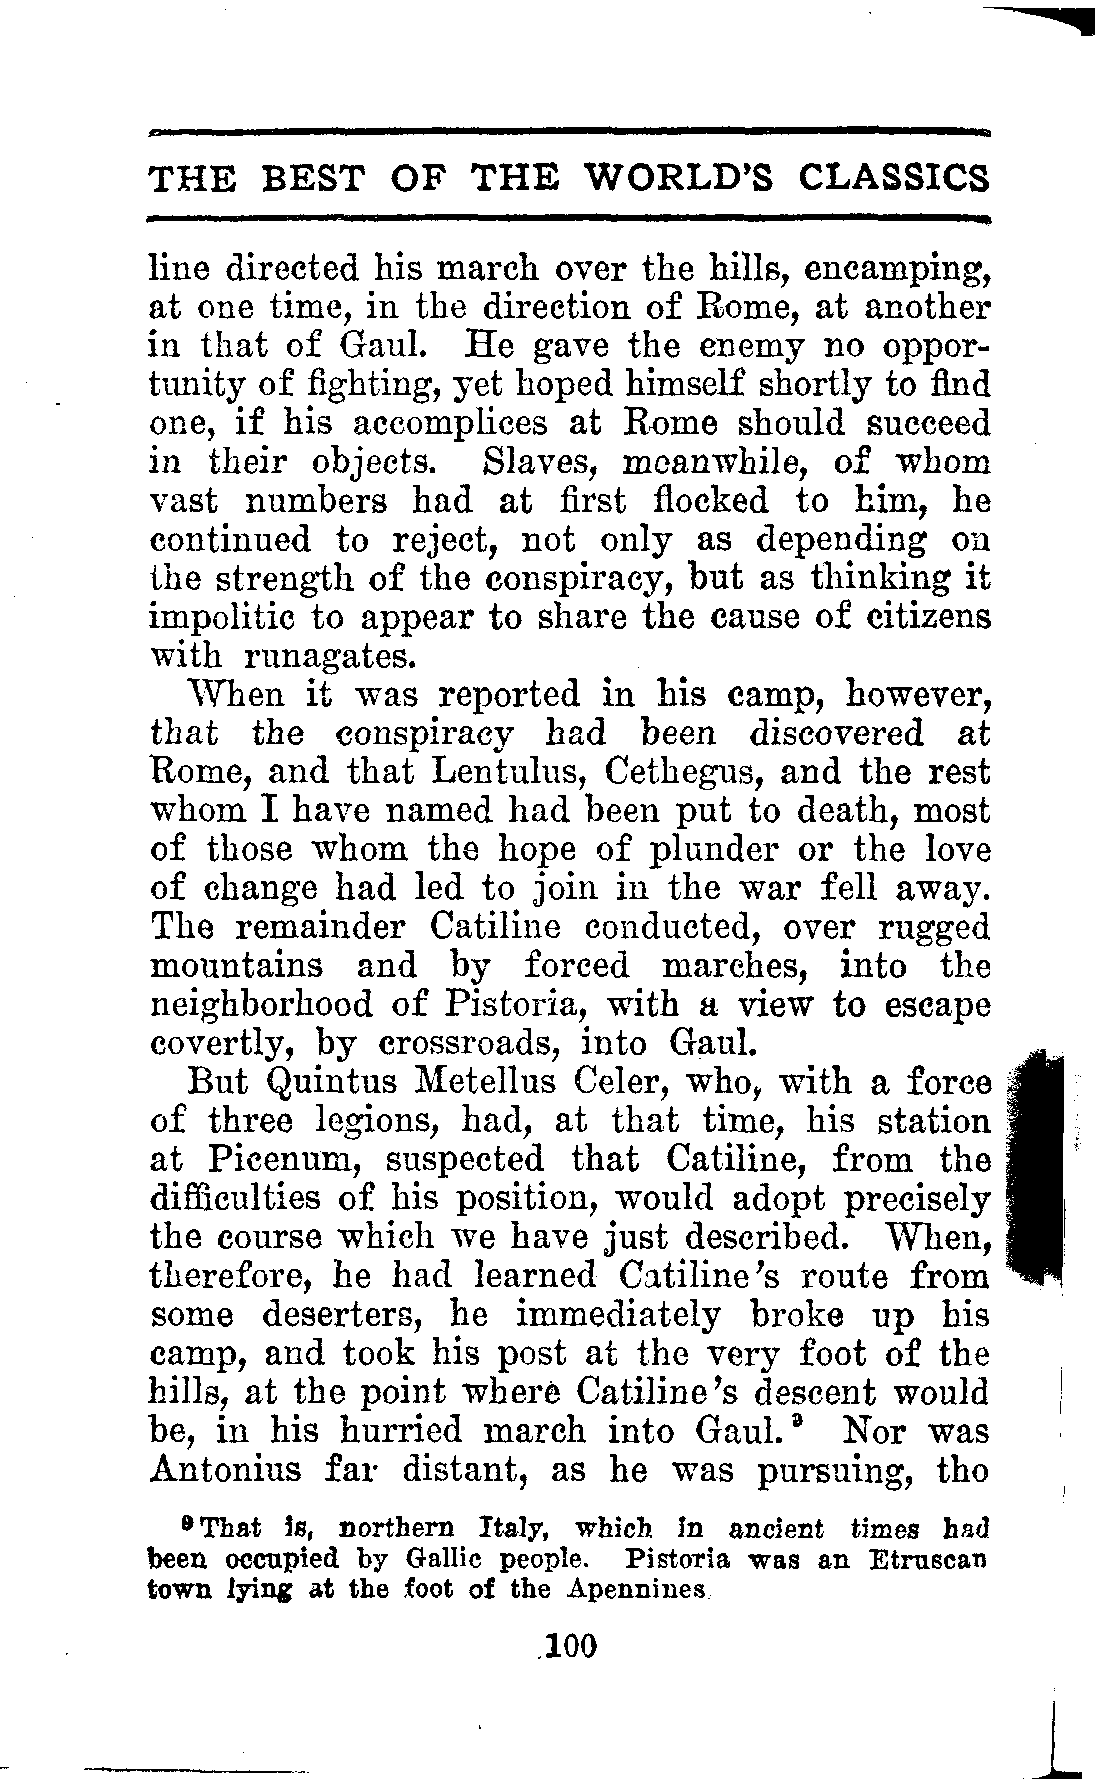 THE BEST OF THE WORLD'S CLASSICS
line directed his march over the hills, encamping,
at one time, in the direction of Rome, at another
in that of Gaul. He gave the enemy no oppor-
tunity of fighting, yet hoped himself shortly to find
one, if his accomplices at Rome should succeed
in their objects. Slaves, meanwhile, of whom
vast numbers had at first flocked to him, he
continued to reject, not only as depending on
the strength of the conspiracy, but as thinking it
impolitic to appear to share the cause of citizens
with runagates.
When it was reported in his camp, however,
that the conspiracy had been discovered at
Rome, and that Lentulus, Cethegus, and the rest
whom I have named had been put to death, most
of those whom the hope of plunder or the love
of change had led to join in the war fell away.
The remainder Catiline conducted, over rugged
mountains and by forced marches, into the
neighborhood of Pistoria, with a view to escape
covertly, by crossroads, into Gaul.
But Quintus Metellus Celer, who, with a force
of three legions, had, at that time, his station
at Picenum, suspected that Catiline, from the
difficulties of his position, would adopt precisely
the course which we have just described. When,
therefore, he had learned Catiline's route from
some deserters, he immediately broke up his
camp, and took his post at the very foot of the
hills, at the point where Catiline's descent would
be, in his hurried march into Gaul.⁹ Nor was
Antonius far distant, as he was pursuing, tho
⁹ That is, northern Italy, which in ancient times had
been occupied by Gallic people. Pistoria was an Etruscan
town lying at the foot of the Apennines.
100